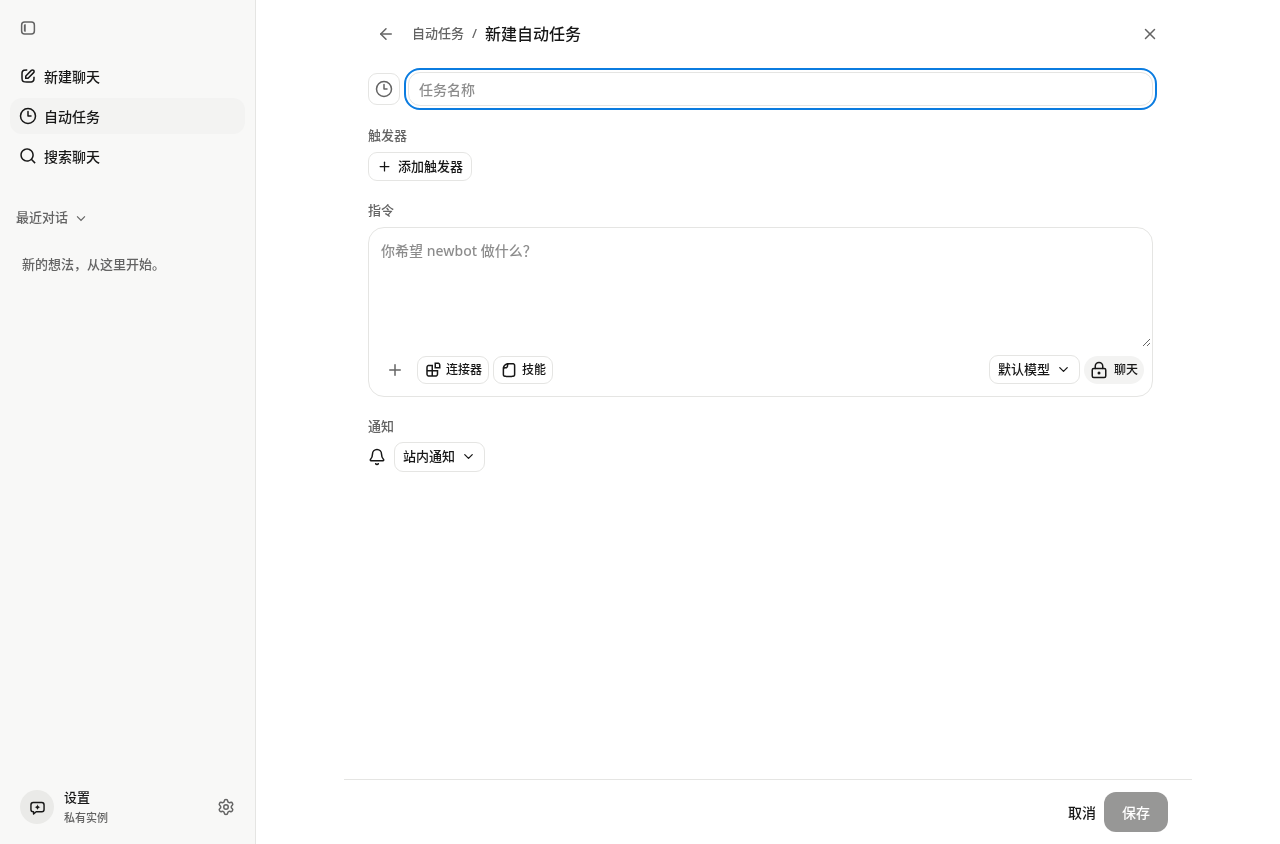 新建聊天
自动任务
搜索聊天
最近对话
新的想法，从这里开始。
设置
私有实例
自动任务 / 新建自动任务
任务名称
触发器
添加触发器
指令
你希望 newbot 做什么？
连接器 技能 默认模型 聊天
通知
站内通知
取消 保存